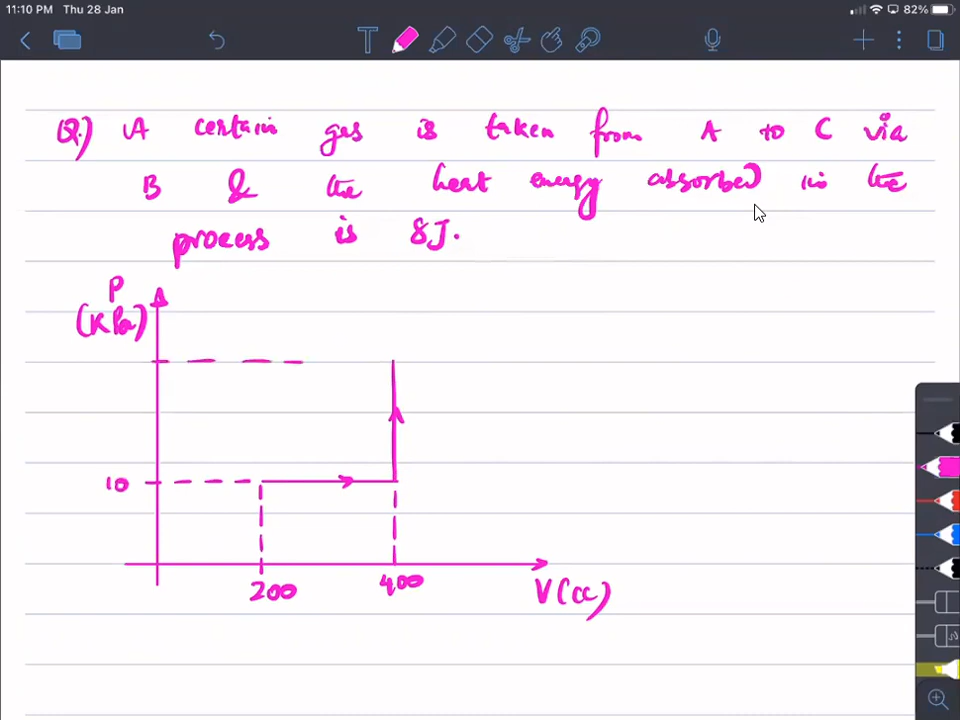 11:10 PM Thu 28 Jan
82%
Q.) A certain gas is taken from A to C via
B & the heat energy absorbed in the
process is 8J.
P
(KPa)
10
200
400
V(cc)